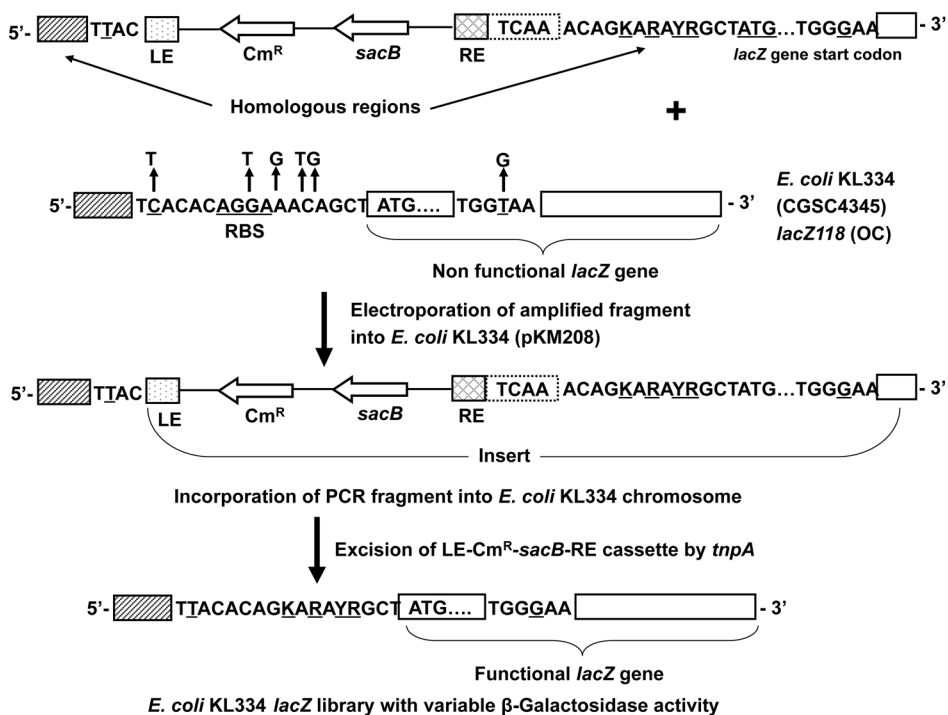 5'- TTAC TCAA ACAGKARAYRGCTATG...TGGGAA - 3'
LE Cmᴿ sacB RE lacZ gene start codon
Homologous regions
+
T T G TG G
5'- TCACACAGGAAACAGCT ATG.... TGGTAA - 3'
RBS
E. coli KL334
(CGSC4345)
lacZ118 (OC)
Non functional lacZ gene
Electroporation of amplified fragment
into E. coli KL334 (pKM208)
5'- TTAC TCAA ACAGKARAYRGCTATG...TGGGAA - 3'
LE Cmᴿ sacB RE
Insert
Incorporation of PCR fragment into E. coli KL334 chromosome
Excision of LE-Cmᴿ-sacB-RE cassette by tnpA
5'- TTACACAGKARAYRGCT ATG.... TGGGAA - 3'
Functional lacZ gene
E. coli KL334 lacZ library with variable β-Galactosidase activity